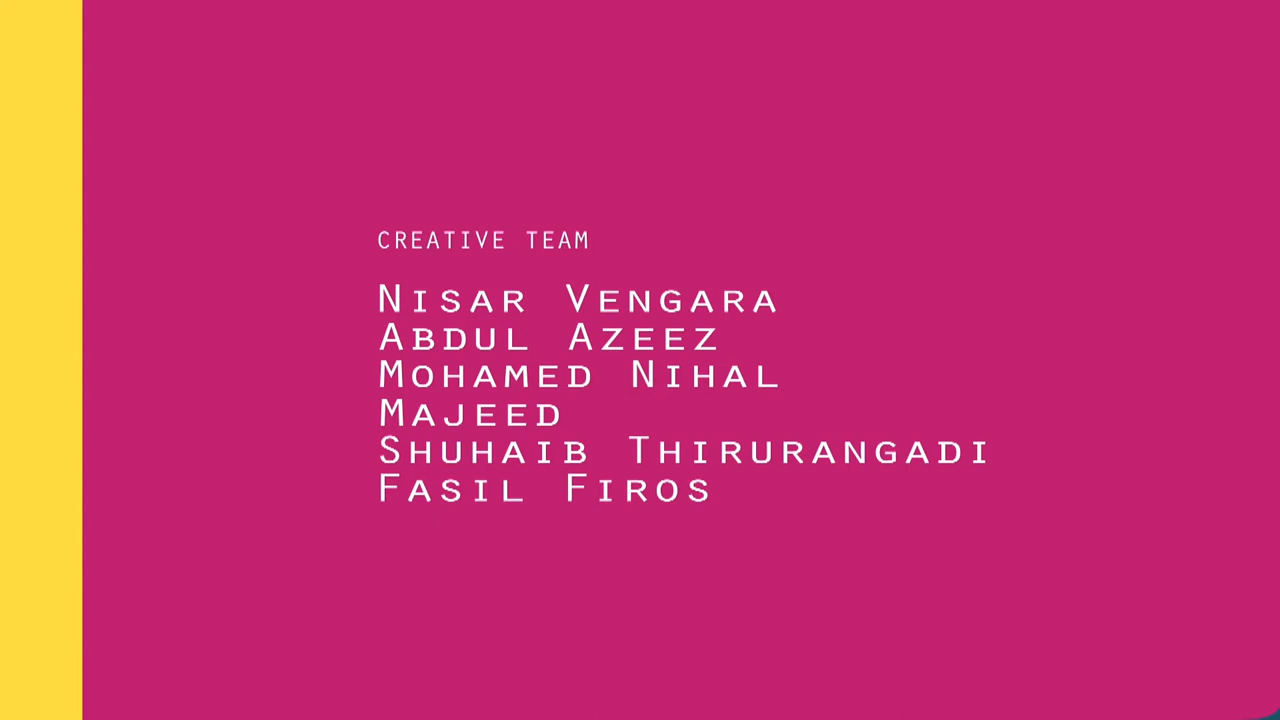 CREATIVE TEAM
NISAR VENGARA
ABDUL AZEEZ
MOHAMED NIHAL
MAJEED
SHUHAIB THIRURANGADI
FASIL FIROS